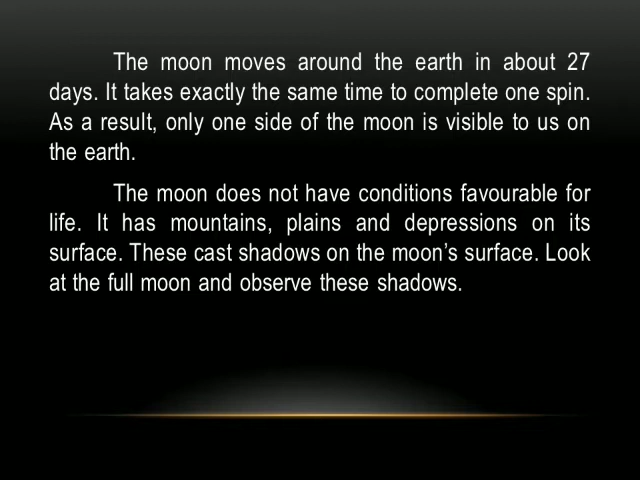 The moon moves around the earth in about 27
days. It takes exactly the same time to complete one spin.
As a result, only one side of the moon is visible to us on
the earth.
The moon does not have conditions favourable for
life. It has mountains, plains and depressions on its
surface. These cast shadows on the moon’s surface. Look
at the full moon and observe these shadows.